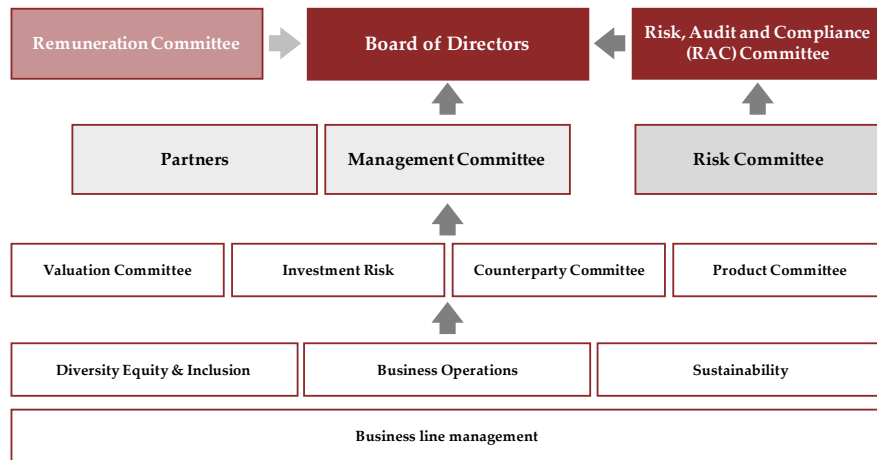 Remuneration Committee
Board of Directors
Risk, Audit and Compliance
(RAC) Committee
Partners
Management Committee
Risk Committee
Valuation Committee
Investment Risk
Counterparty Committee
Product Committee
Diversity Equity & Inclusion
Business Operations
Sustainability
Business line management